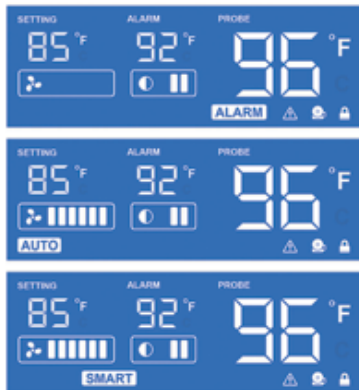 SETTING ALARM PROBE
85°F 92°F 96°F
ALARM
SETTING ALARM PROBE
85°F 92°F 96°F
AUTO
SETTING ALARM PROBE
85°F 92°F 96°F
SMART